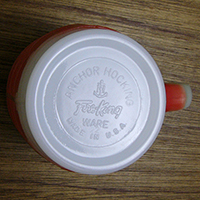 ANCHOR HOCKING
Fire-King
WARE
MADE IN U.S.A.